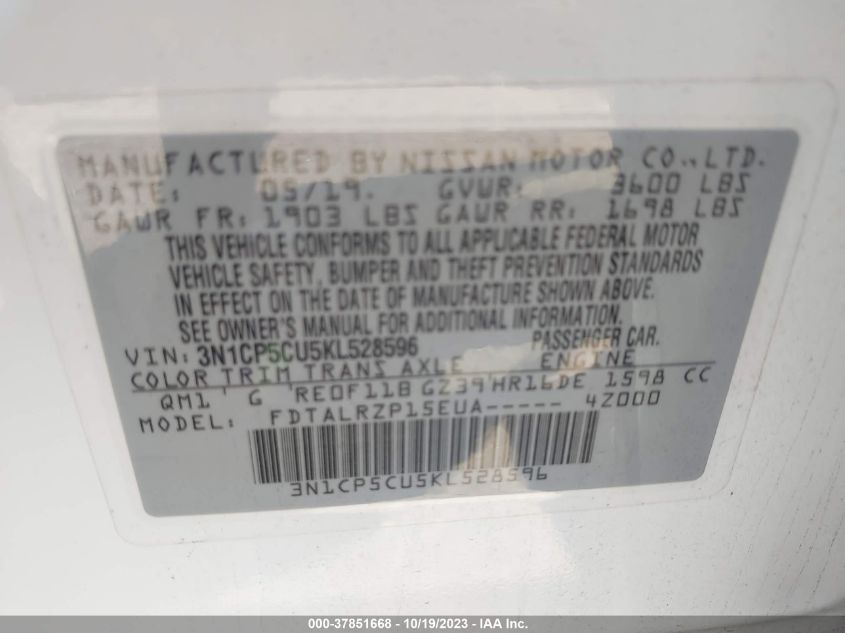 MANUFACTURED BY NISSAN MOTOR CO., LTD.
DATE: 05/19. GVWR: 3600 LBS
GAWR FR: 1903 LBS GAWR RR: 1698 LBS
THIS VEHICLE CONFORMS TO ALL APPLICABLE FEDERAL MOTOR
VEHICLE SAFETY, BUMPER AND THEFT PREVENTION STANDARDS
IN EFFECT ON THE DATE OF MANUFACTURE SHOWN ABOVE.
SEE OWNER'S MANUAL FOR ADDITIONAL INFORMATION.
VIN: 3N1CP5CU5KL528596 PASSENGER CAR.
COLOR TRIM TRANS AXLE ENGINE
QM1 G RE0F11B GZ39 HR16DE 1598 CC
MODEL: FDTALRZP15EUA----- 4Z000
3N1CP5CU5KL528596
000-37851668 - 10/19/2023 - IAA Inc.